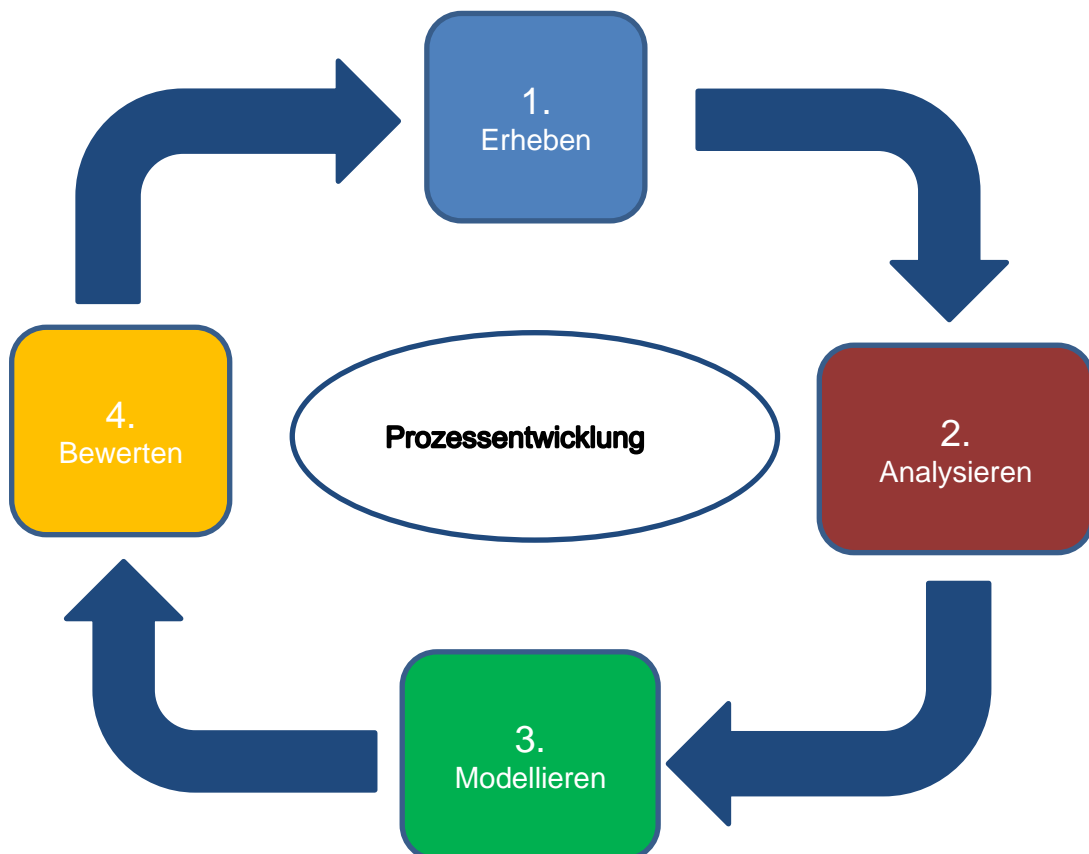 1.
Erheben
2.
Analysieren
3.
Modellieren
4.
Bewerten
Prozessentwicklung